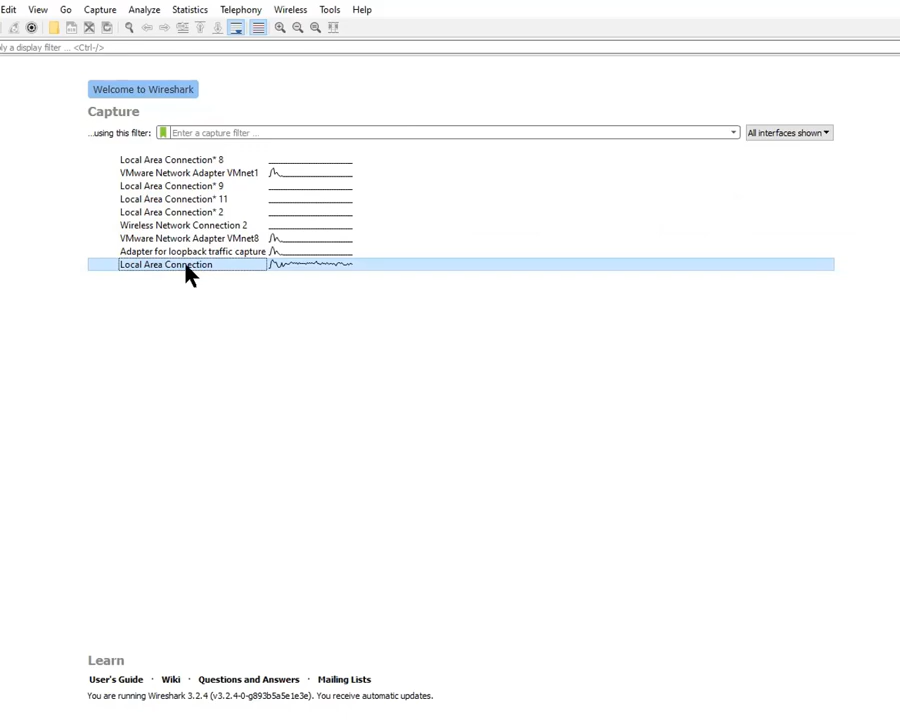 Edit View Go Capture Analyze Statistics Telephony Wireless Tools Help
ly a display filter ... <Ctrl-/>
Welcome to Wireshark
Capture
...using this filter: Enter a capture filter ... All interfaces shown
Local Area Connection* 8
VMware Network Adapter VMnet1
Local Area Connection* 9
Local Area Connection* 11
Local Area Connection* 2
Wireless Network Connection 2
VMware Network Adapter VMnet8
Adapter for loopback traffic capture
Local Area Connection
Learn
User's Guide · Wiki · Questions and Answers · Mailing Lists
You are running Wireshark 3.2.4 (v3.2.4-0-g893b5a5e1e3e). You receive automatic updates.